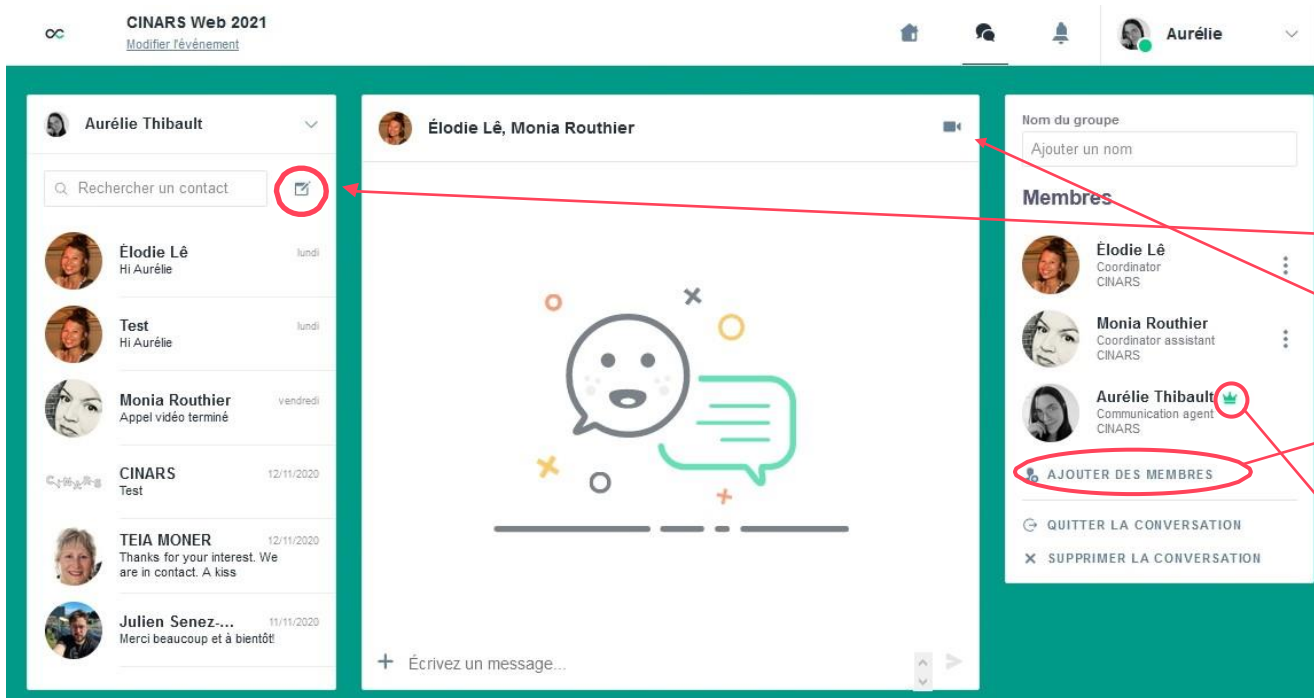 CINARS Web 2021
Modifier l'événement
Aurélie
Aurélie Thibault
Rechercher un contact
Élodie Lê
lundi
Hi Aurélie
Test
lundi
Hi Aurélie
Monia Routhier
vendredi
Appel vidéo terminé
CINARS
CINARS
12/11/2020
Test
TEIA MONER
12/11/2020
Thanks for your interest. We
are in contact. A kiss
Julien Senez-...
11/11/2020
Merci beaucoup et à bientôt!
Élodie Lê, Monia Routhier
+ Écrivez un message...
Nom du groupe
Ajouter un nom
Membres
Élodie Lê
Coordinator
CINARS
Monia Routhier
Coordinator assistant
CINARS
Aurélie Thibault
Communication agent
CINARS
AJOUTER DES MEMBRES
QUITTER LA CONVERSATION
SUPPRIMER LA CONVERSATION